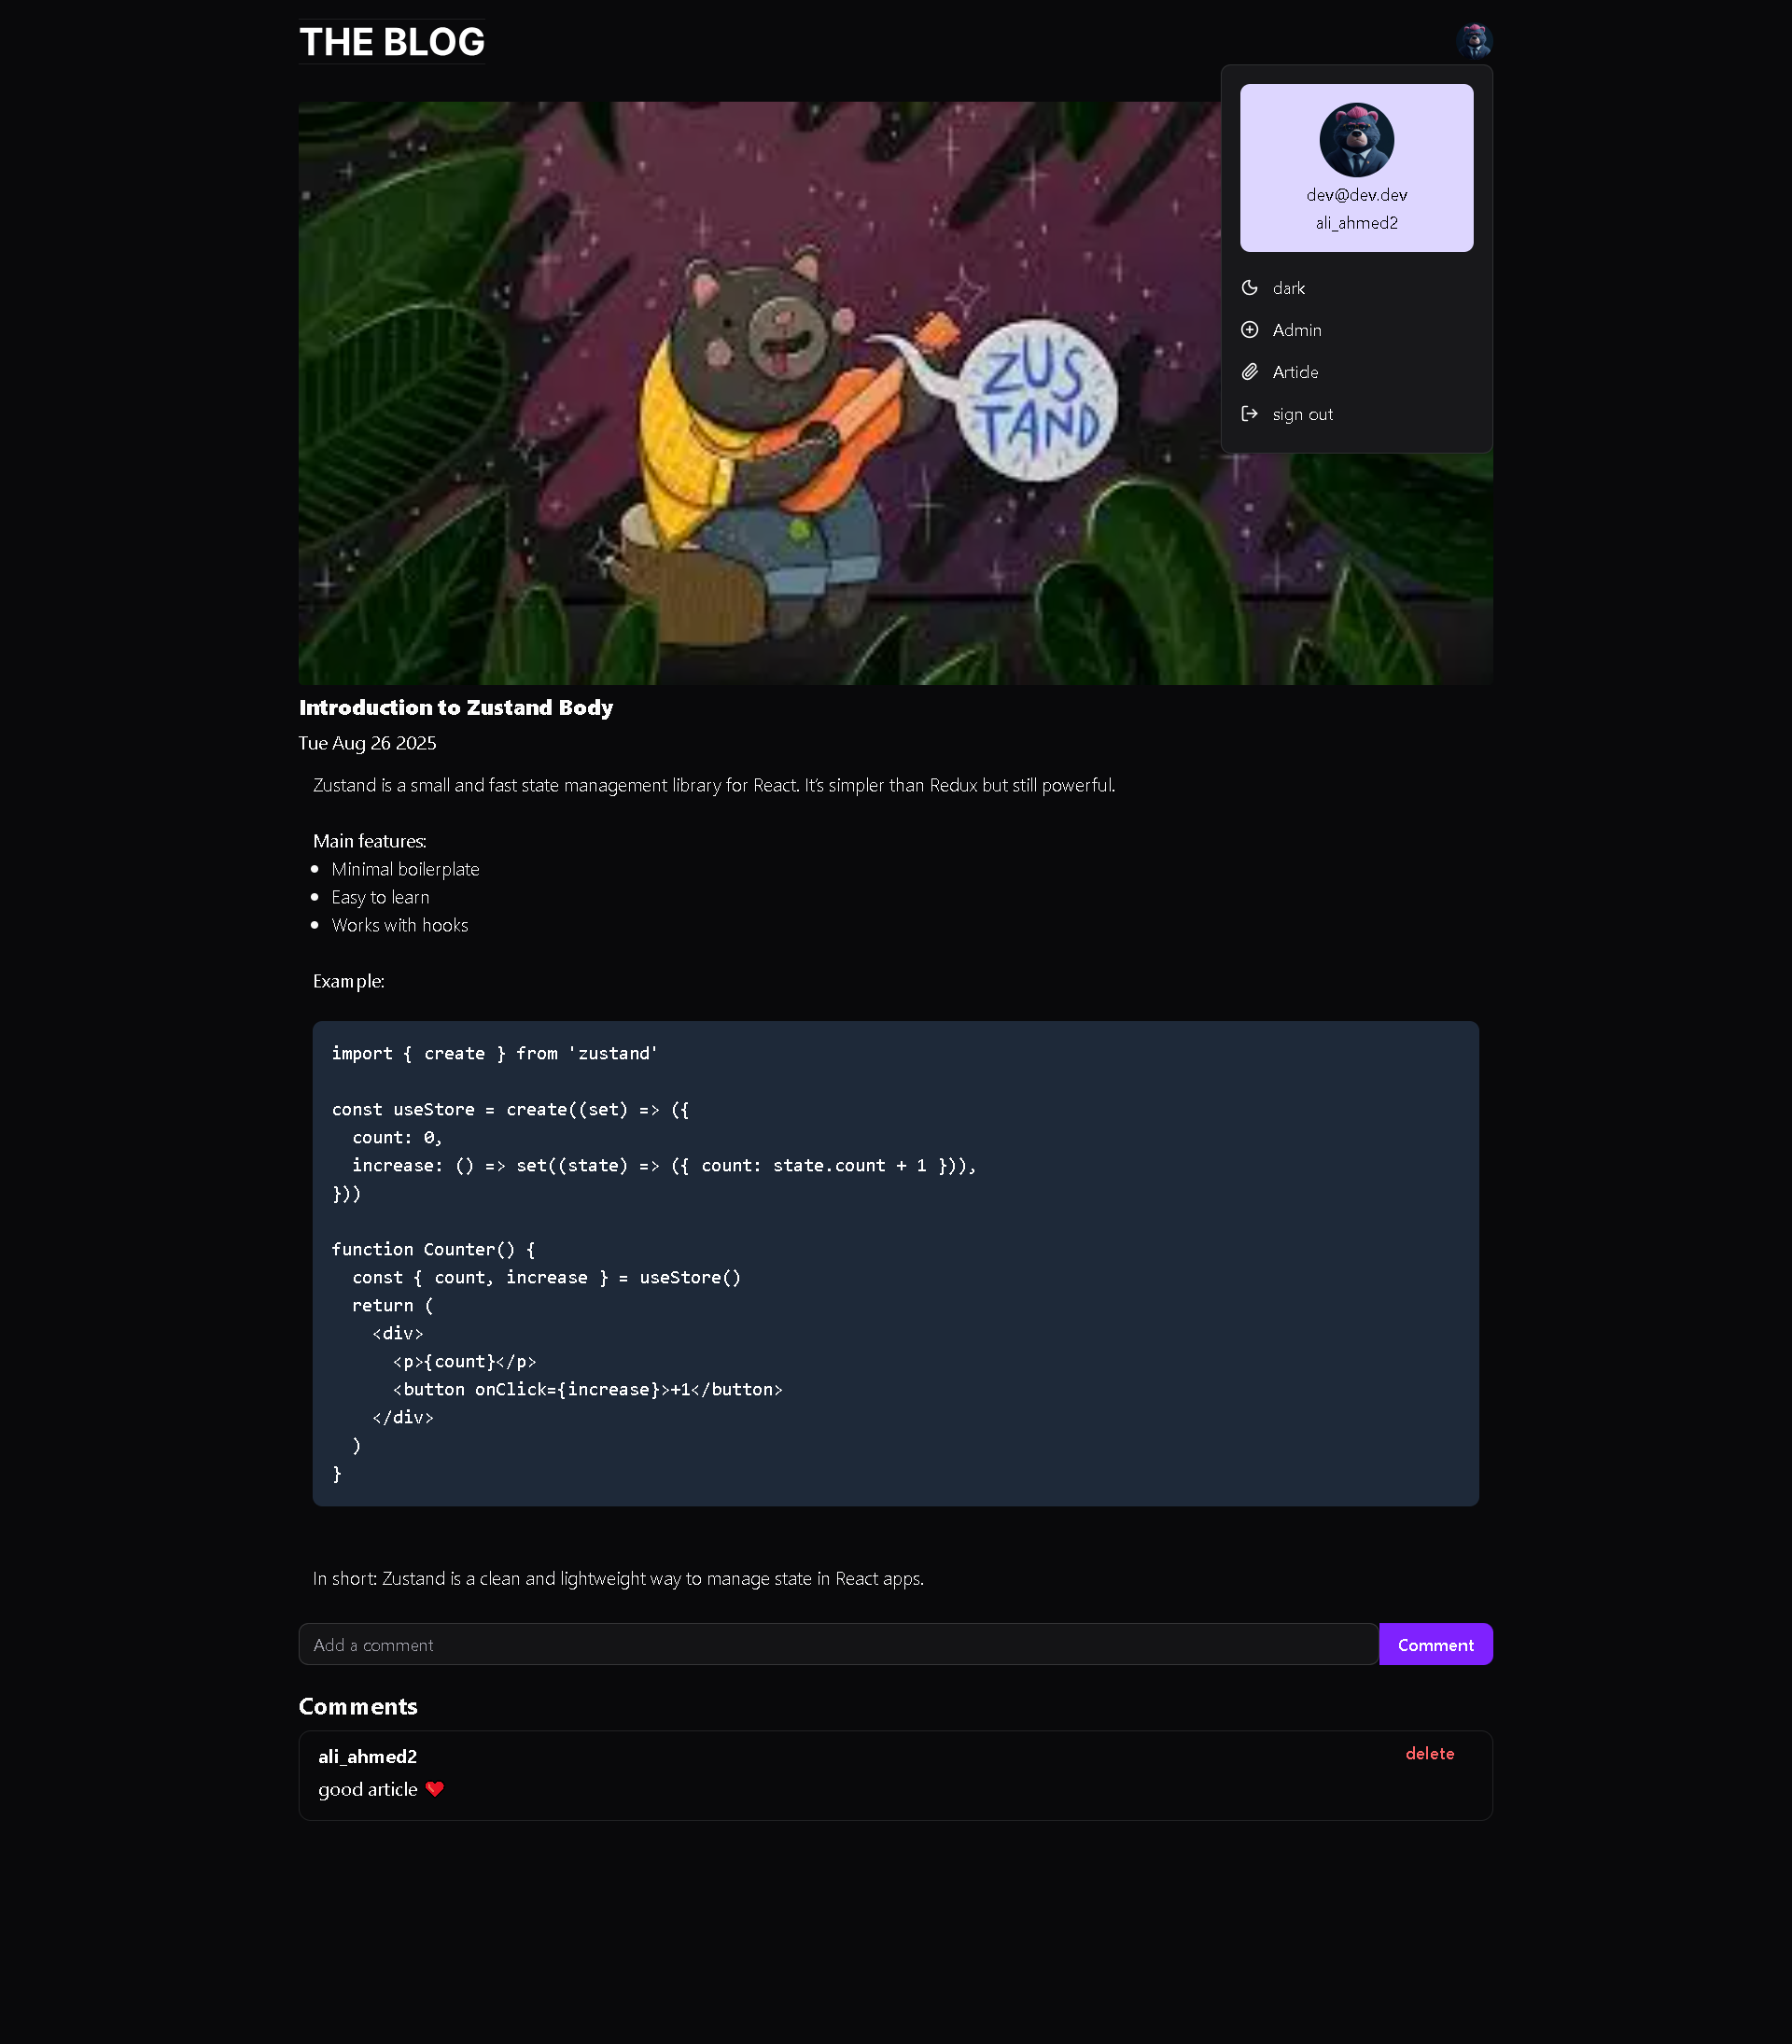 THE BLOG
dev@dev.dev
ali_ahmed2
dark
Admin
Article
sign out
ZUS
TAND
Introduction to Zustand Body
Tue Aug 26 2025
Zustand is a small and fast state management library for React. It’s simpler than Redux but still powerful.
Main features:
Minimal boilerplate
Easy to learn
Works with hooks
Example:
import { create } from 'zustand'
const useStore = create((set) => ({
  count: 0,
  increase: () => set((state) => ({ count: state.count + 1 })),
}))
function Counter() {
  const { count, increase } = useStore()
  return (
    <div>
      <p>{count}</p>
      <button onClick={increase}>+1</button>
    </div>
  )
}
In short: Zustand is a clean and lightweight way to manage state in React apps.
Add a comment
Comment
Comments
ali_ahmed2
delete
good article ❤